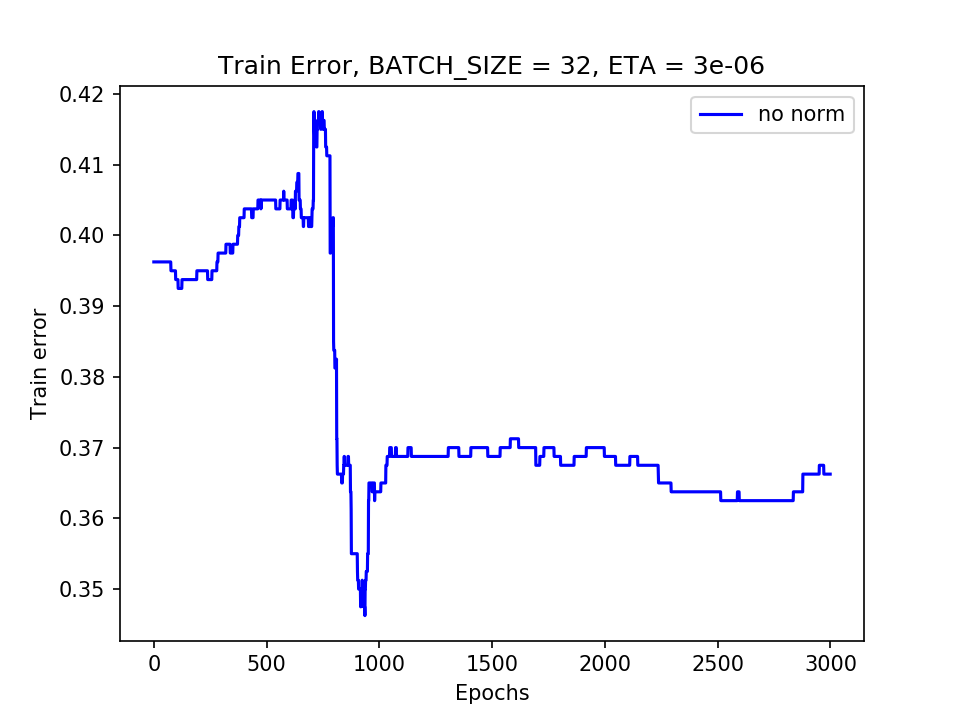 Train Error, BATCH_SIZE = 32, ETA = 3e-06
no norm
0.42
0.41
0.40
0.39
0.38
0.37
0.36
0.35
Train error
0 500 1000 1500 2000 2500 3000
Epochs